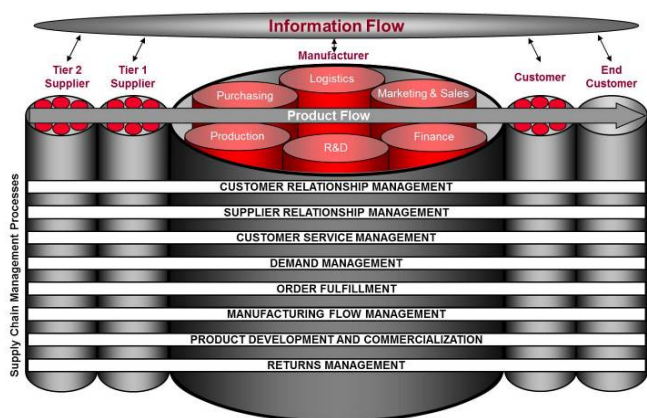 Information Flow
Tier 2
Supplier
Tier 1
Supplier
Manufacturer
Customer
End
Customer
Logistics
Purchasing
Marketing & Sales
Product Flow
Production
R&D
Finance
Supply Chain Management Processes
CUSTOMER RELATIONSHIP MANAGEMENT
SUPPLIER RELATIONSHIP MANAGEMENT
CUSTOMER SERVICE MANAGEMENT
DEMAND MANAGEMENT
ORDER FULFILLMENT
MANUFACTURING FLOW MANAGEMENT
PRODUCT DEVELOPMENT AND COMMERCIALIZATION
RETURNS MANAGEMENT